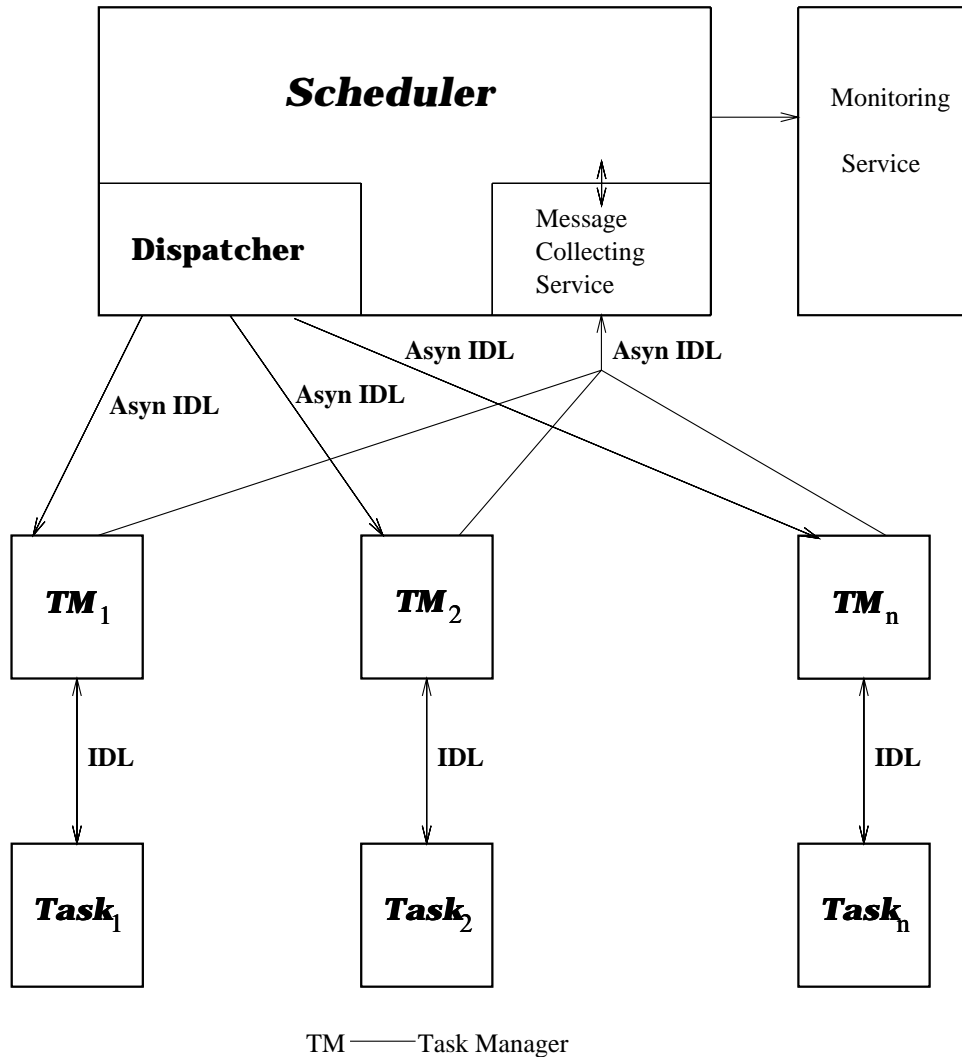 Scheduler
Monitoring
Service
Dispatcher
Message
Collecting
Service
Asyn IDL
Asyn IDL
Asyn IDL
Asyn IDL
TM1
TM2
TMn
IDL
IDL
IDL
Task1
Task2
Taskn
TM — Task Manager